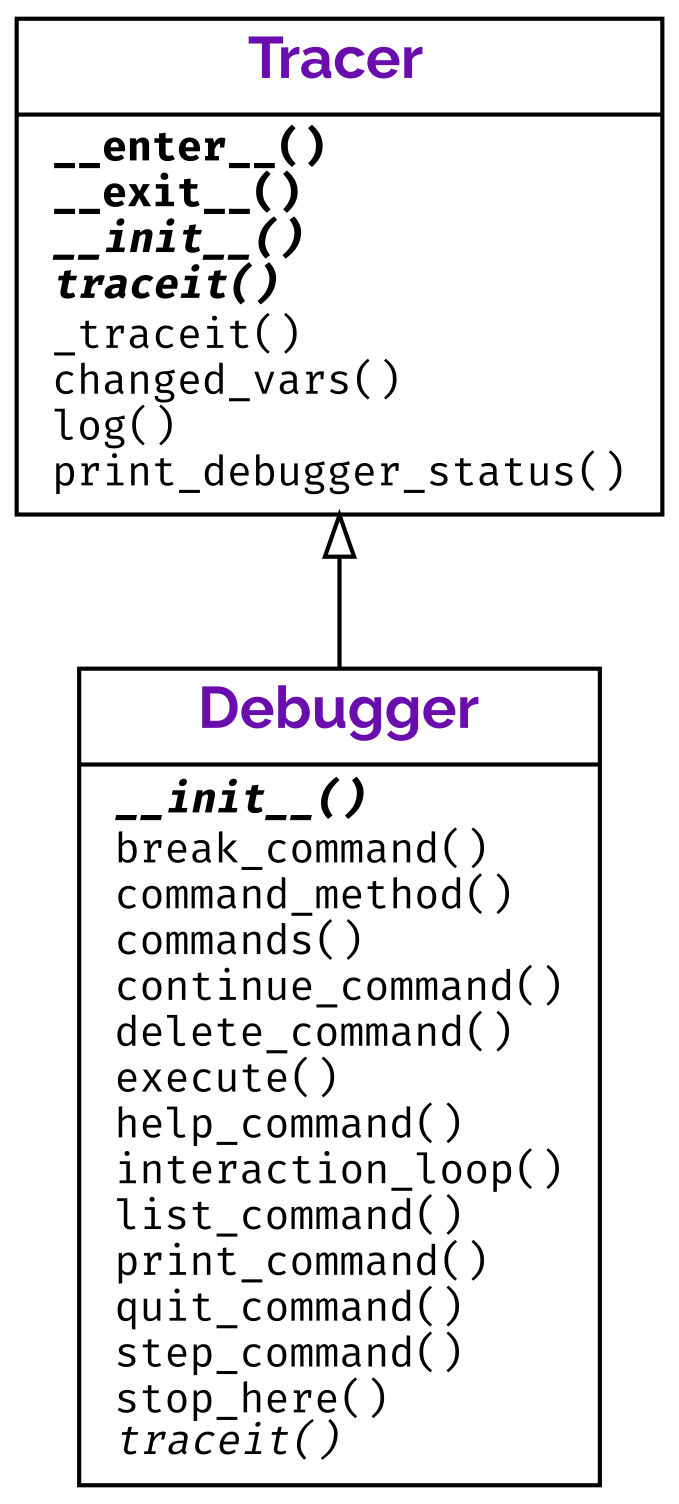 Tracer
__enter__()
__exit__()
__init__()
traceit()
_traceit()
changed_vars()
log()
print_debugger_status()
Debugger
__init__()
break_command()
command_method()
commands()
continue_command()
delete_command()
execute()
help_command()
interaction_loop()
list_command()
print_command()
quit_command()
step_command()
stop_here()
traceit()